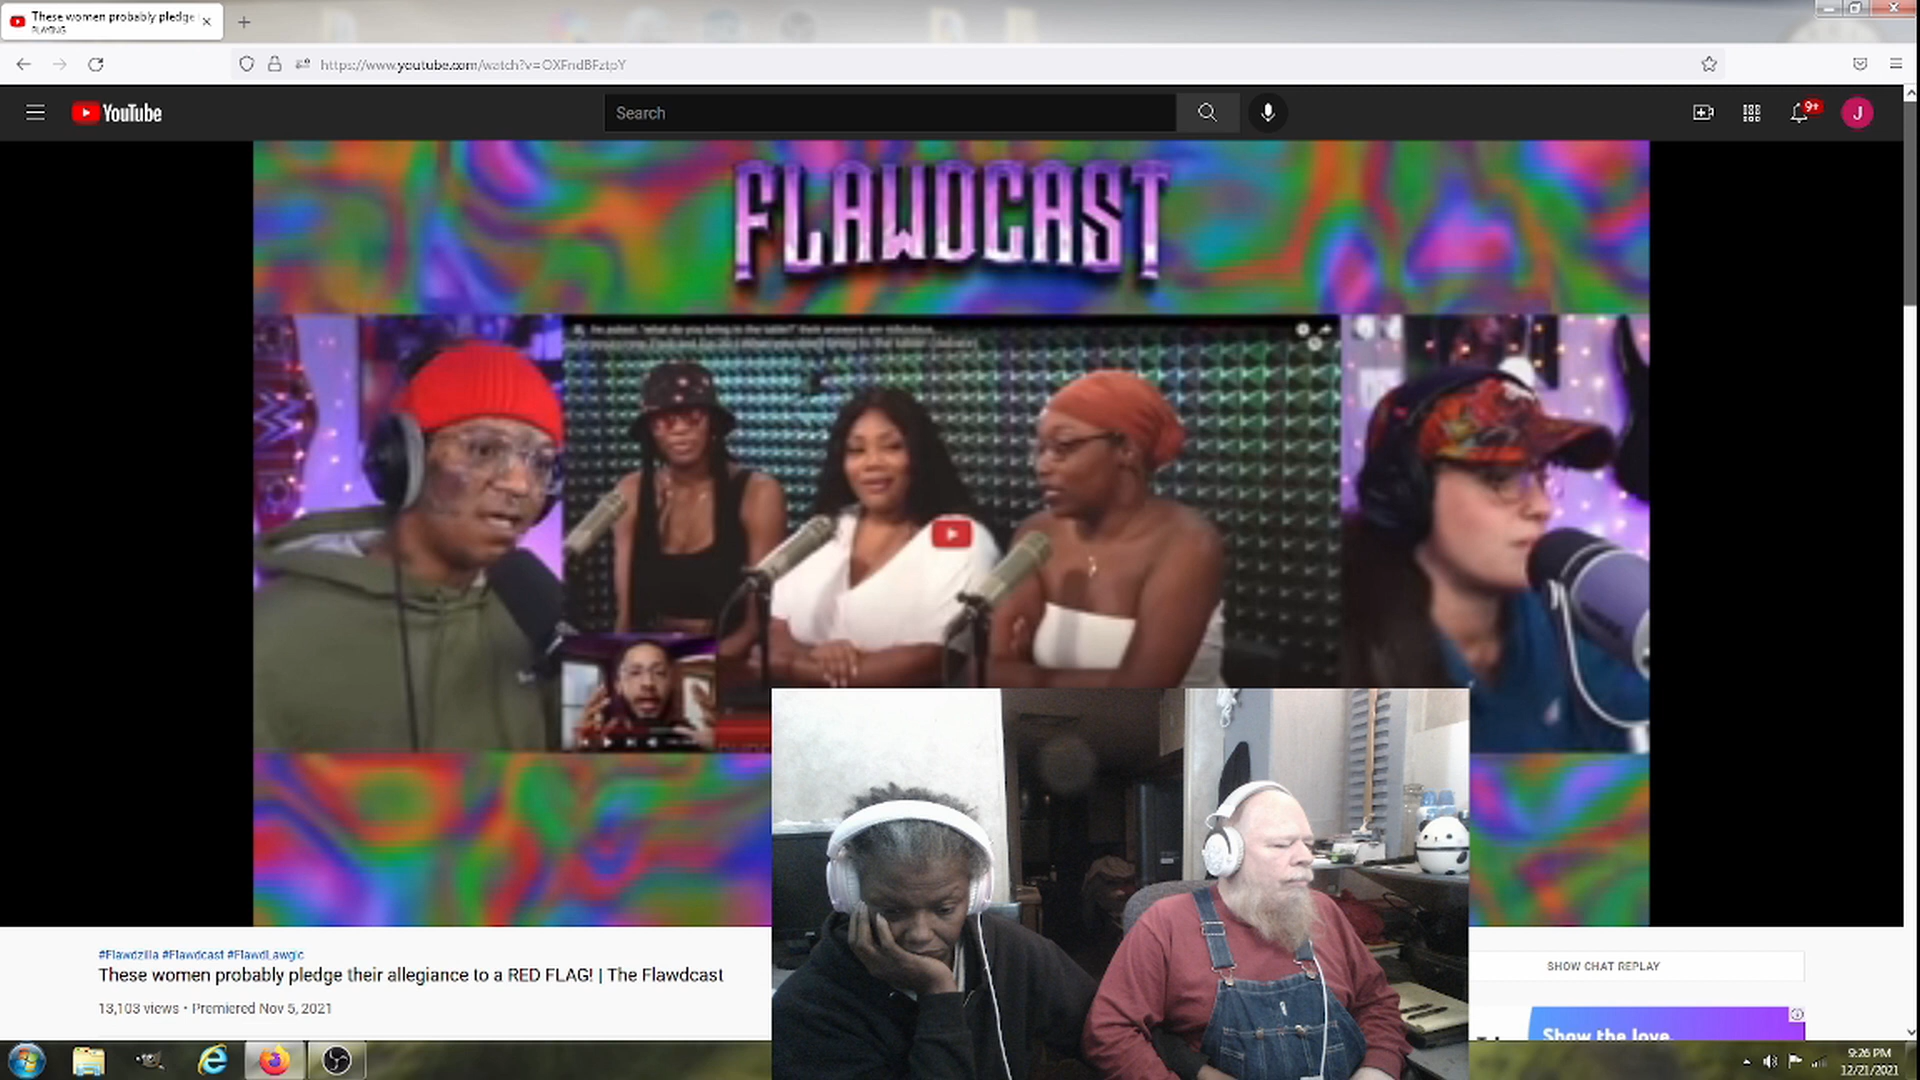 These women probably pledge
PLAYING
https://www.youtube.com/watch?v=OXFndBFztpY
YouTube
Search
9+
J
FLAWDCAST
#Flawdzilla #Flawdcast #FlawdLawgic
These women probably pledge their allegiance to a RED FLAG! | The Flawdcast
13,103 views • Premiered Nov 5, 2021
SHOW CHAT REPLAY
Show the love.
9:26 PM
12/21/2021